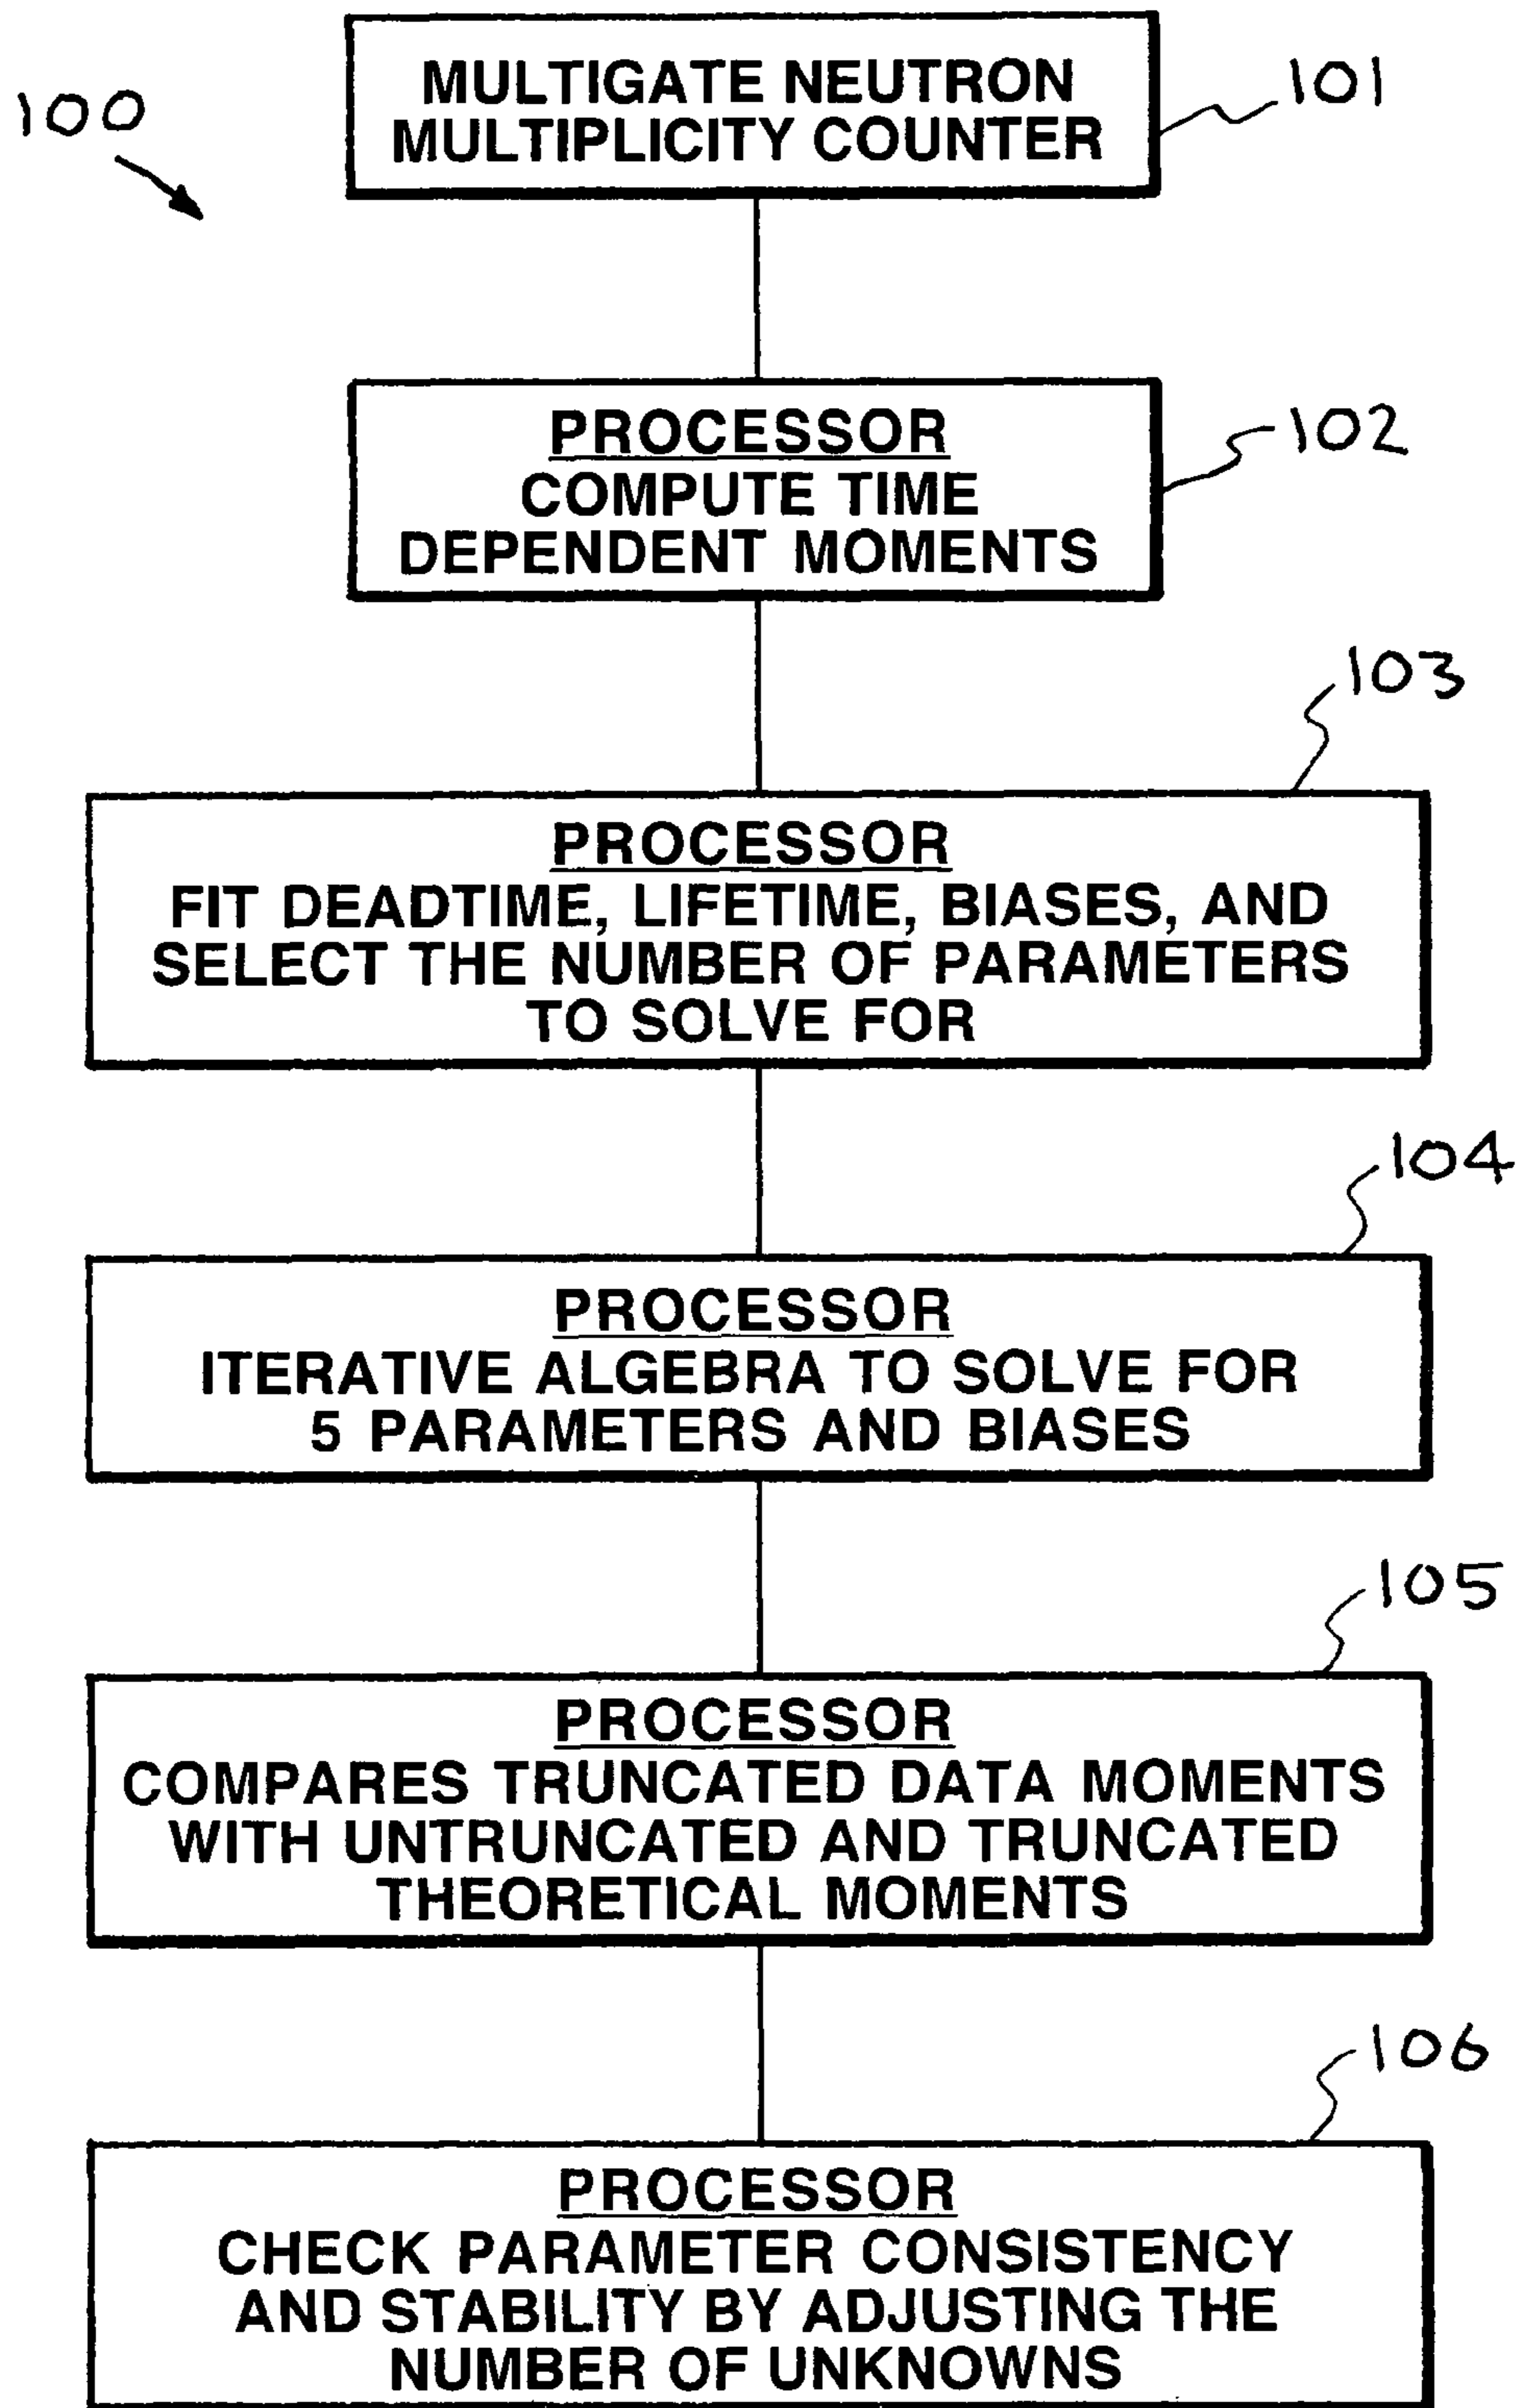 100
MULTIGATE NEUTRON
MULTIPLICITY COUNTER
101
PROCESSOR
COMPUTE TIME
DEPENDENT MOMENTS
102
103
PROCESSOR
FIT DEADTIME, LIFETIME, BIASES, AND
SELECT THE NUMBER OF PARAMETERS
TO SOLVE FOR
104
PROCESSOR
ITERATIVE ALGEBRA TO SOLVE FOR
5 PARAMETERS AND BIASES
105
PROCESSOR
COMPARES TRUNCATED DATA MOMENTS
WITH UNTRUNCATED AND TRUNCATED
THEORETICAL MOMENTS
106
PROCESSOR
CHECK PARAMETER CONSISTENCY
AND STABILITY BY ADJUSTING THE
NUMBER OF UNKNOWNS